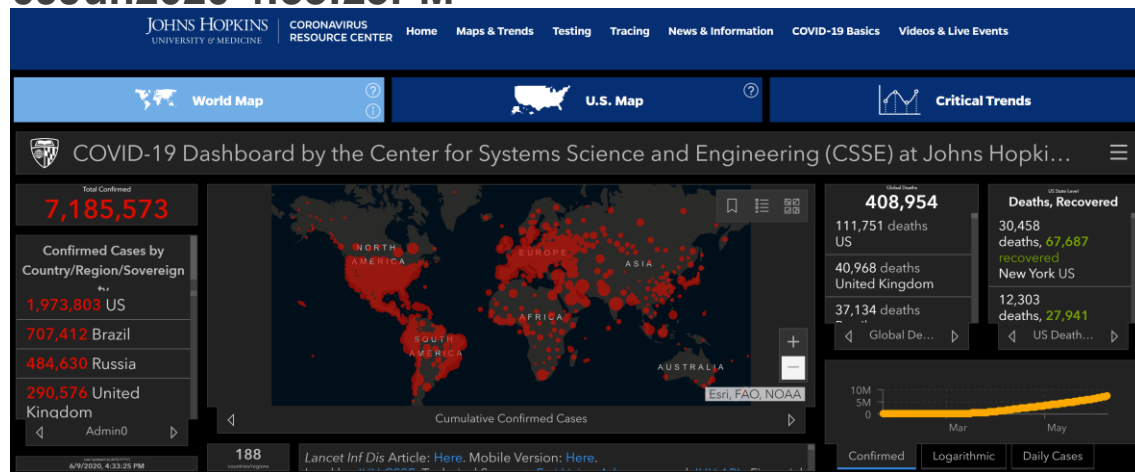 JOHNS HOPKINS
UNIVERSITY & MEDICINE
CORONAVIRUS
RESOURCE CENTER
Home
Maps & Trends
Testing
Tracing
News & Information
COVID-19 Basics
Videos & Live Events
World Map
U.S. Map
Critical Trends
COVID-19 Dashboard by the Center for Systems Science and Engineering (CSSE) at Johns Hopki...
Total Confirmed
7,185,573
Confirmed Cases by
Country/Region/Sovereign
ty
1,973,803 US
707,412 Brazil
484,630 Russia
290,576 United
Kingdom
Admin0
6/9/2020, 4:33:25 PM
NORTH
AMERICA
EUROPE
ASIA
AFRICA
SOUTH
AMERICA
AUSTRALIA
Esri, FAO, NOAA
Cumulative Confirmed Cases
188
countries/regions
Lancet Inf Dis Article: Here. Mobile Version: Here.
Global Deaths
408,954
111,751 deaths
US
40,968 deaths
United Kingdom
37,134 deaths
Global De...
US State Level
Deaths, Recovered
30,458
deaths, 67,687
recovered
New York US
12,303
deaths, 27,941
US Death...
10M
5M
0
Mar
May
Confirmed
Logarithmic
Daily Cases